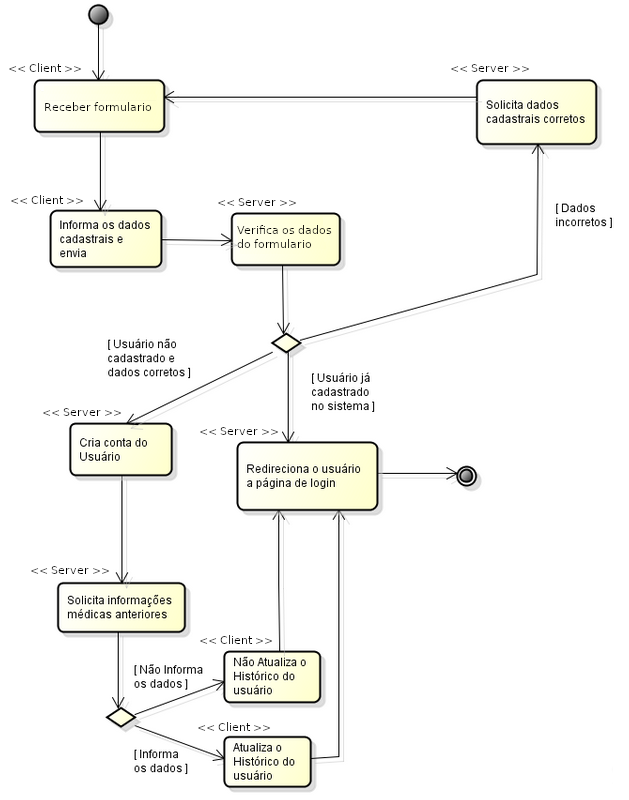 << Client >>
Receber formulario
<< Server >>
Solicita dados
cadastrais corretos
<< Client >>
Informa os dados
cadastrais e
envia
<< Server >>
Verifica os dados
do formulario
[ Dados
incorretos ]
[ Usuário não
cadastrado e
dados corretos ]
[ Usuário já
cadastrado
no sistema ]
<< Server >>
Cria conta do
Usuário
<< Server >>
Redireciona o usuário
a página de login
<< Server >>
Solicita informações
médicas anteriores
[ Não Informa
os dados ]
<< Client >>
Não Atualiza o
Histórico do
usuário
[ Informa
os dados ]
<< Client >>
Atualiza o
Histórico do
usuário